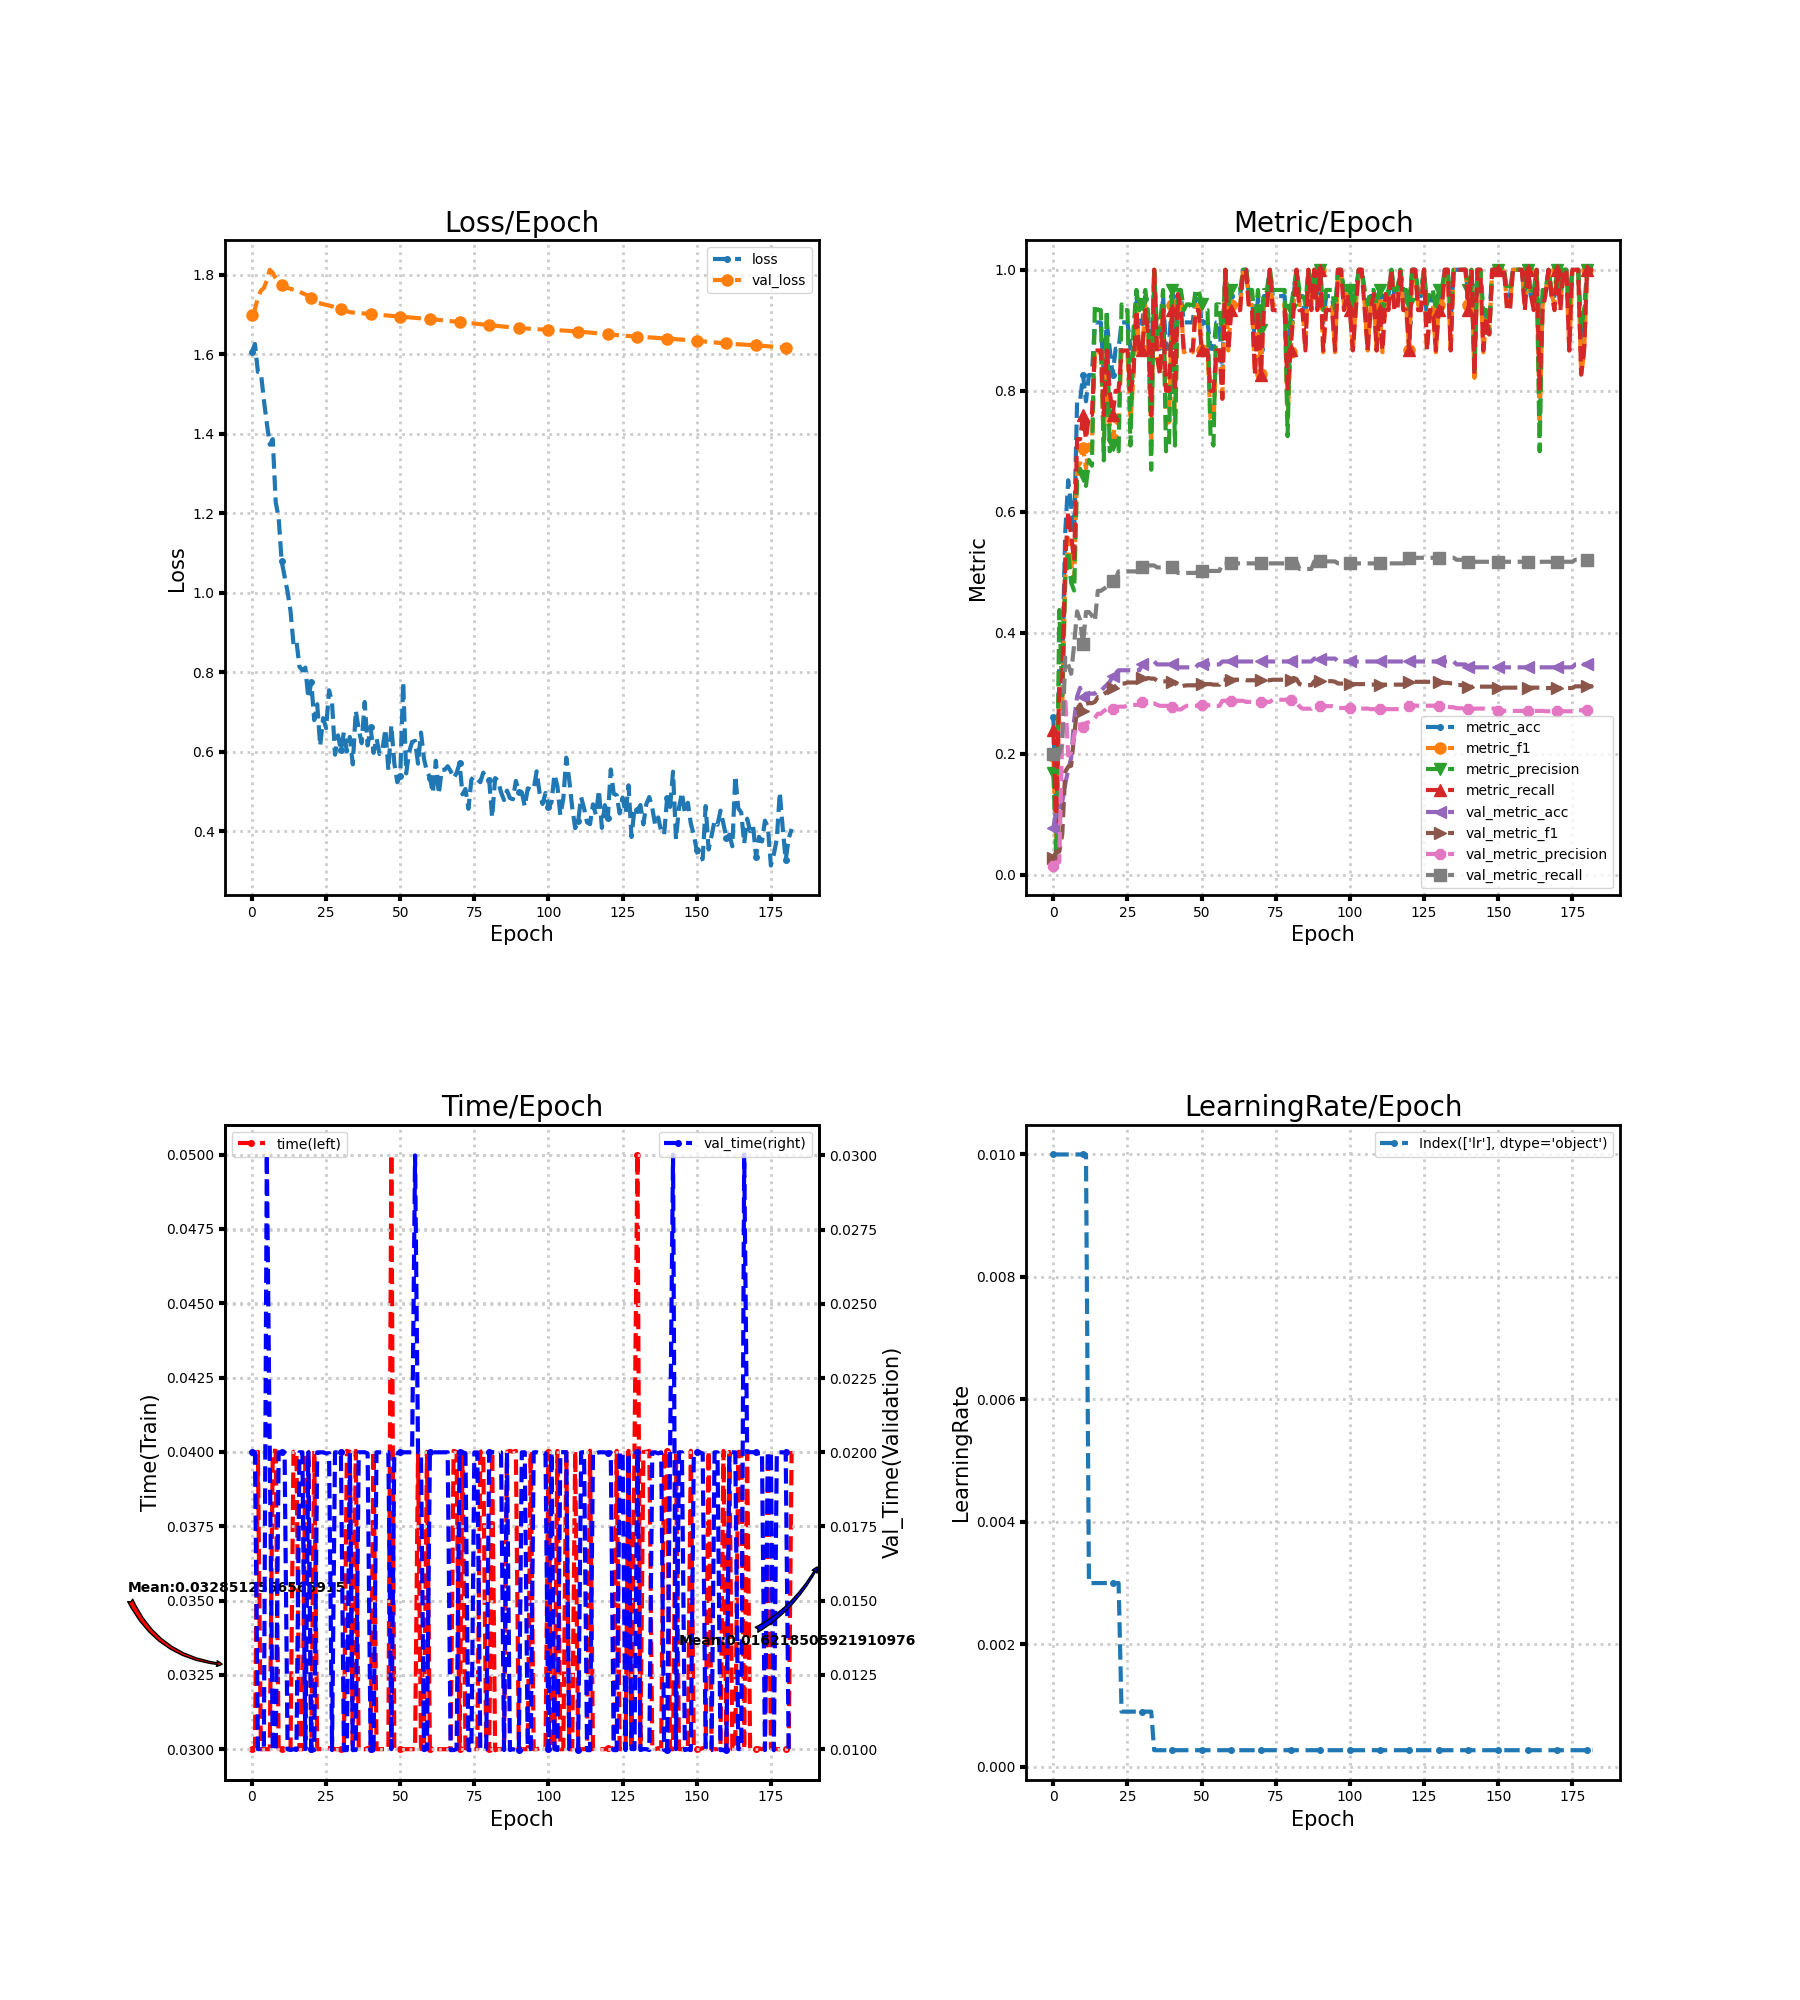 Loss/Epoch
Loss
1.8
1.6
1.4
1.2
1.0
0.8
0.6
0.4
loss
val_loss
0
25
50
75
100
125
150
175
Epoch
Metric/Epoch
Metric
1.0
0.8
0.6
0.4
0.2
0.0
metric_acc
metric_f1
metric_precision
metric_recall
val_metric_acc
val_metric_f1
val_metric_precision
val_metric_recall
0
25
50
75
100
125
150
175
Epoch
Time/Epoch
Time(Train)
0.0500
0.0475
0.0450
0.0425
0.0400
0.0375
0.0350
0.0325
0.0300
time(left)
val_time(right)
0.0300
0.0275
0.0250
0.0225
0.0200
0.0175
0.0150
0.0125
0.0100
Val_Time(Validation)
Mean:0.016218505921910976
0
25
50
75
100
125
150
175
Epoch
LearningRate/Epoch
LearningRate
0.010
0.008
0.006
0.004
0.002
0.000
Index(['lr'], dtype='object')
0
25
50
75
100
125
150
175
Epoch